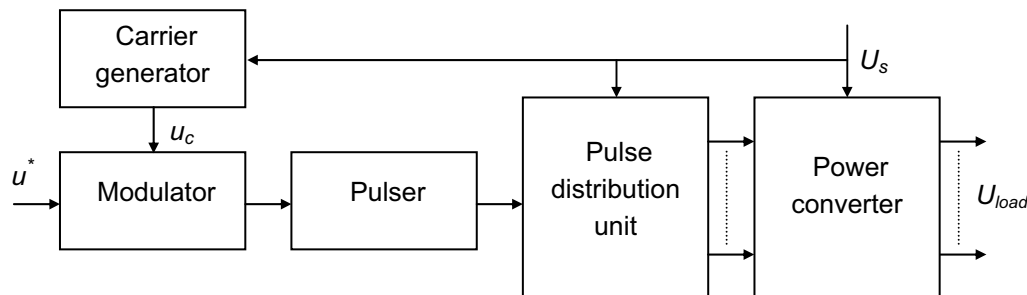 Carrier
generator
U_s
u_c
u^*
Modulator
Pulser
Pulse
distribution
unit
Power
converter
U_load